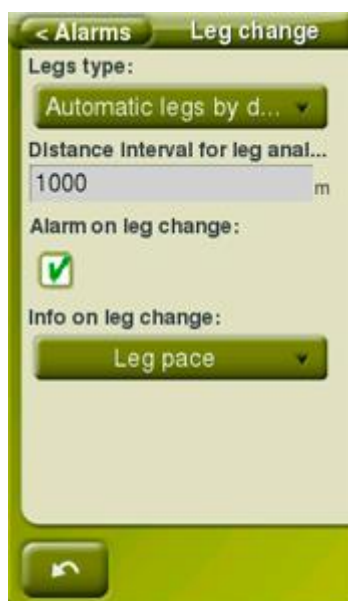 < Alarms Leg change
Legs type:
Automatic legs by d...
Distance Interval for leg anal...
1000 m
Alarm on leg change:
Info on leg change:
Leg pace